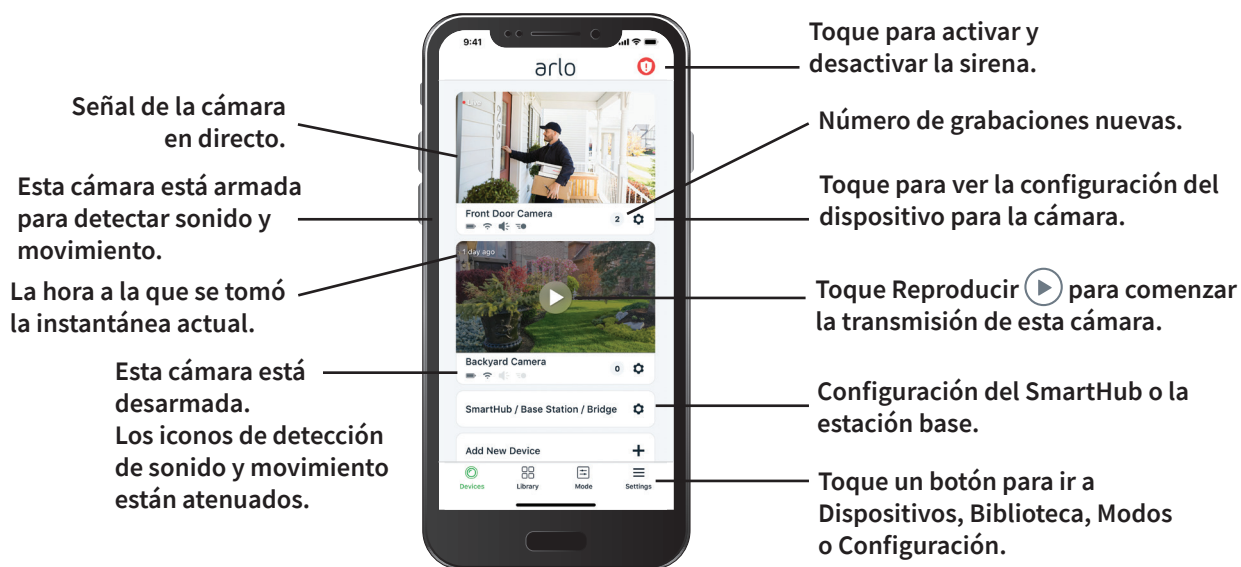 Señal de la cámara
en directo.
Esta cámara está armada
para detectar sonido y
movimiento.
La hora a la que se tomó
la instantánea actual.
Esta cámara está
desarmada.
Los iconos de detección
de sonido y movimiento
están atenuados.
9:41
arlo
Front Door Camera
2
1 day ago
Backyard Camera
0
SmartHub / Base Station / Bridge
Add New Device
Devices
Library
Mode
Settings
Toque para activar y
desactivar la sirena.
Número de grabaciones nuevas.
Toque para ver la configuración del
dispositivo para la cámara.
Toque Reproducir para comenzar
la transmisión de esta cámara.
Configuración del SmartHub o la
estación base.
Toque un botón para ir a
Dispositivos, Biblioteca, Modos
o Configuración.